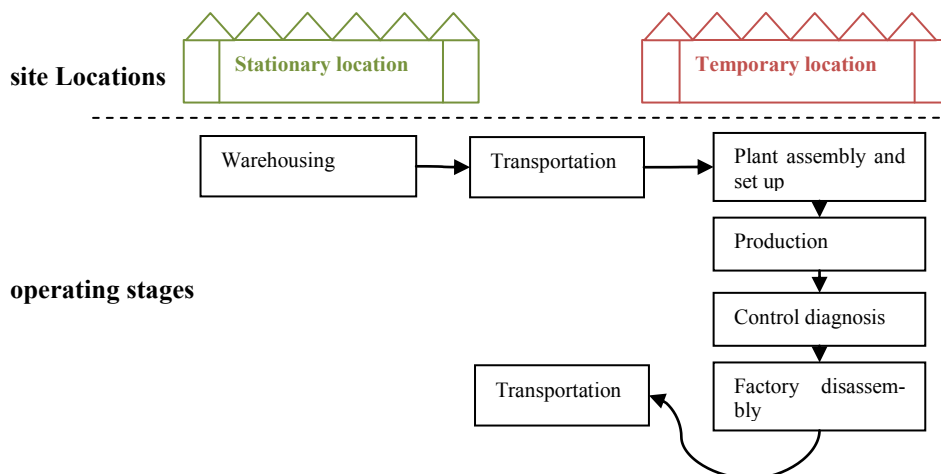 Stationary location
Temporary location
site Locations
Warehousing
Transportation
Plant assembly and
set up
Production
operating stages
Control diagnosis
Transportation
Factory disassem-
bly